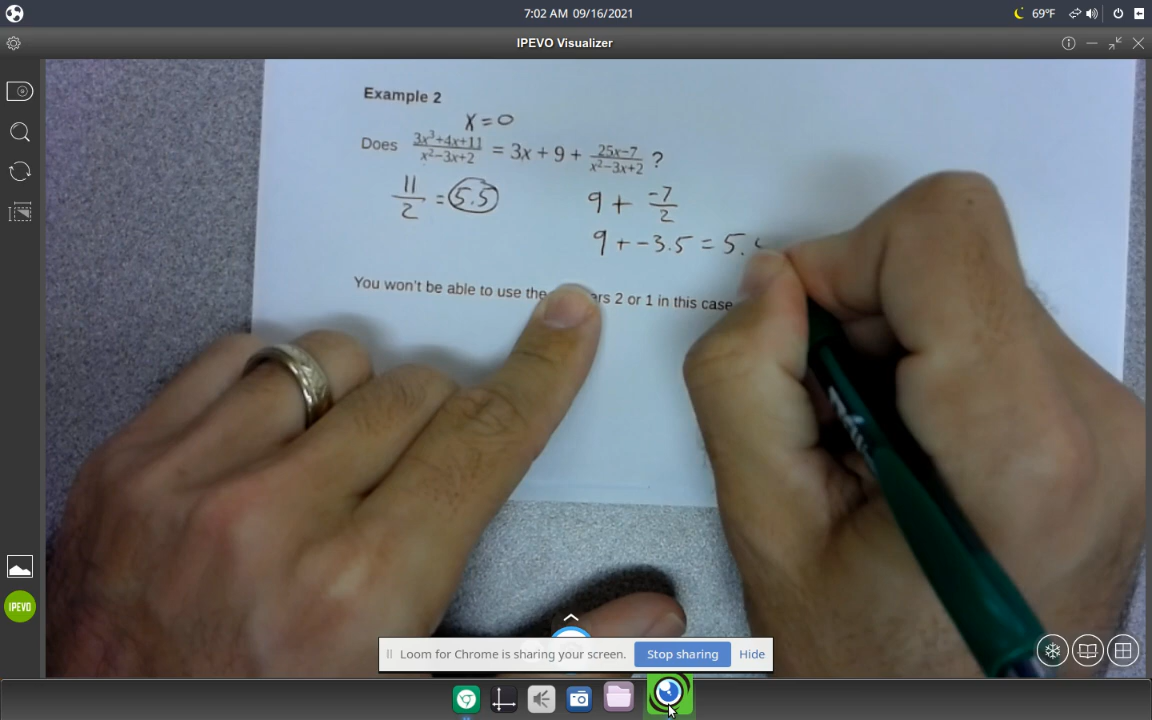 7:02 AM 09/16/2021
69°F
IPEVO Visualizer
Example 2
x = 0
Does (3x³+4x+11)/(x²−3x+2) = 3x + 9 + (25x−7)/(x²−3x+2) ?
11/2 = 5.5
9 + -7/2
9 + -3.5 = 5.
You won't be able to use the 2 or 1 in this case
IPEVO
Loom for Chrome is sharing your screen. Stop sharing Hide